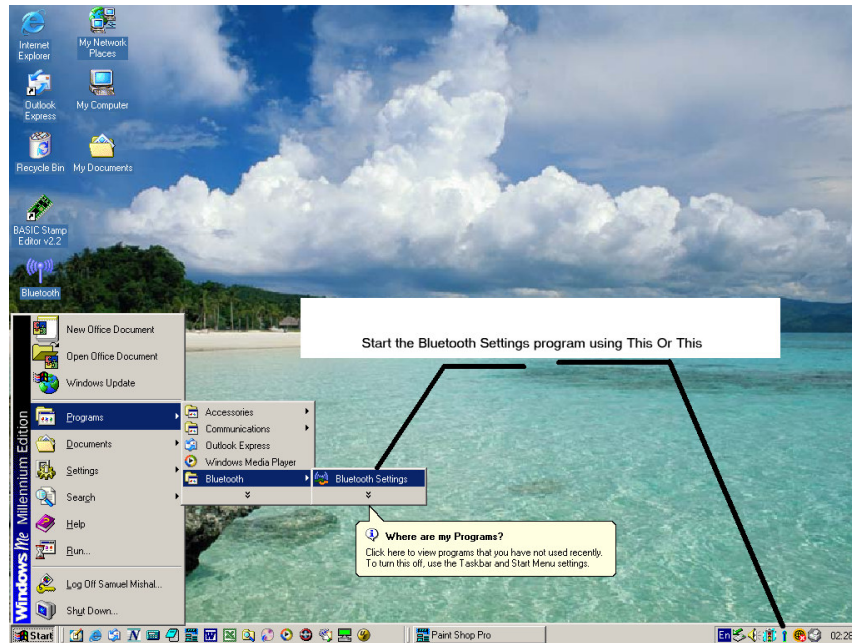 Internet
Explorer
My Network
Places
Outlook
Express
My Computer
Recycle Bin
My Documents
BASIC Stamp
Editor v2.2
Bluetooth
Start the Bluetooth Settings program using This Or This
Windows Me Millennium Edition
New Office Document
Open Office Document
Windows Update
Programs
Documents
Settings
Search
Help
Run...
Log Off Samuel Mishal...
Shut Down...
Accessories
Communications
Outlook Express
Windows Media Player
Bluetooth
Bluetooth Settings
Where are my Programs?
Click here to view programs that you have not used recently.
To turn this off, use the Taskbar and Start Menu settings.
Start
Paint Shop Pro
En